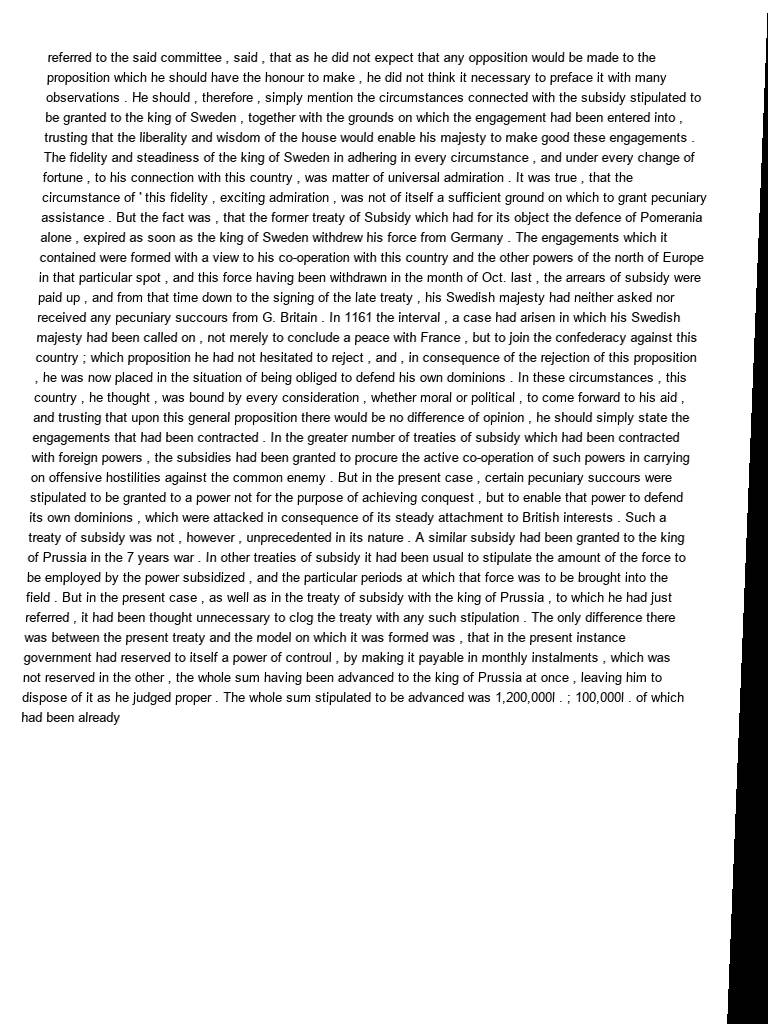 referred to the said committee , said , that as he did not expect that any opposition would be made to the
proposition which he should have the honour to make , he did not think it necessary to preface it with many
observations . He should , therefore , simply mention the circumstances connected with the subsidy stipulated to
be granted to the king of Sweden , together with the grounds on which the engagement had been entered into ,
trusting that the liberality and wisdom of the house would enable his majesty to make good these engagements .
The fidelity and steadiness of the king of Sweden in adhering in every circumstance , and under every change of
fortune , to his connection with this country , was matter of universal admiration . It was true , that the
circumstance of ' this fidelity , exciting admiration , was not of itself a sufficient ground on which to grant pecuniary
assistance . But the fact was , that the former treaty of Subsidy which had for its object the defence of Pomerania
alone , expired as soon as the king of Sweden withdrew his force from Germany . The engagements which it
contained were formed with a view to his co-operation with this country and the other powers of the north of Europe
in that particular spot , and this force having been withdrawn in the month of Oct. last , the arrears of subsidy were
paid up , and from that time down to the signing of the late treaty , his Swedish majesty had neither asked nor
received any pecuniary succours from G. Britain . In 1161 the interval , a case had arisen in which his Swedish
majesty had been called on , not merely to conclude a peace with France , but to join the confederacy against this
country ; which proposition he had not hesitated to reject , and , in consequence of the rejection of this proposition
, he was now placed in the situation of being obliged to defend his own dominions . In these circumstances , this
country , he thought , was bound by every consideration , whether moral or political , to come forward to his aid ,
and trusting that upon this general proposition there would be no difference of opinion , he should simply state the
engagements that had been contracted . In the greater number of treaties of subsidy which had been contracted
with foreign powers , the subsidies had been granted to procure the active co-operation of such powers in carrying
on offensive hostilities against the common enemy . But in the present case , certain pecuniary succours were
stipulated to be granted to a power not for the purpose of achieving conquest , but to enable that power to defend
its own dominions , which were attacked in consequence of its steady attachment to British interests . Such a
treaty of subsidy was not , however , unprecedented in its nature . A similar subsidy had been granted to the king
of Prussia in the 7 years war . In other treaties of subsidy it had been usual to stipulate the amount of the force to
be employed by the power subsidized , and the particular periods at which that force was to be brought into the
field . But in the present case , as well as in the treaty of subsidy with the king of Prussia , to which he had just
referred , it had been thought unnecessary to clog the treaty with any such stipulation . The only difference there
was between the present treaty and the model on which it was formed was , that in the present instance
government had reserved to itself a power of controul , by making it payable in monthly instalments , which was
not reserved in the other , the whole sum having been advanced to the king of Prussia at once , leaving him to
dispose of it as he judged proper . The whole sum stipulated to be advanced was 1,200,000l . ; 100,000l . of which
had been already